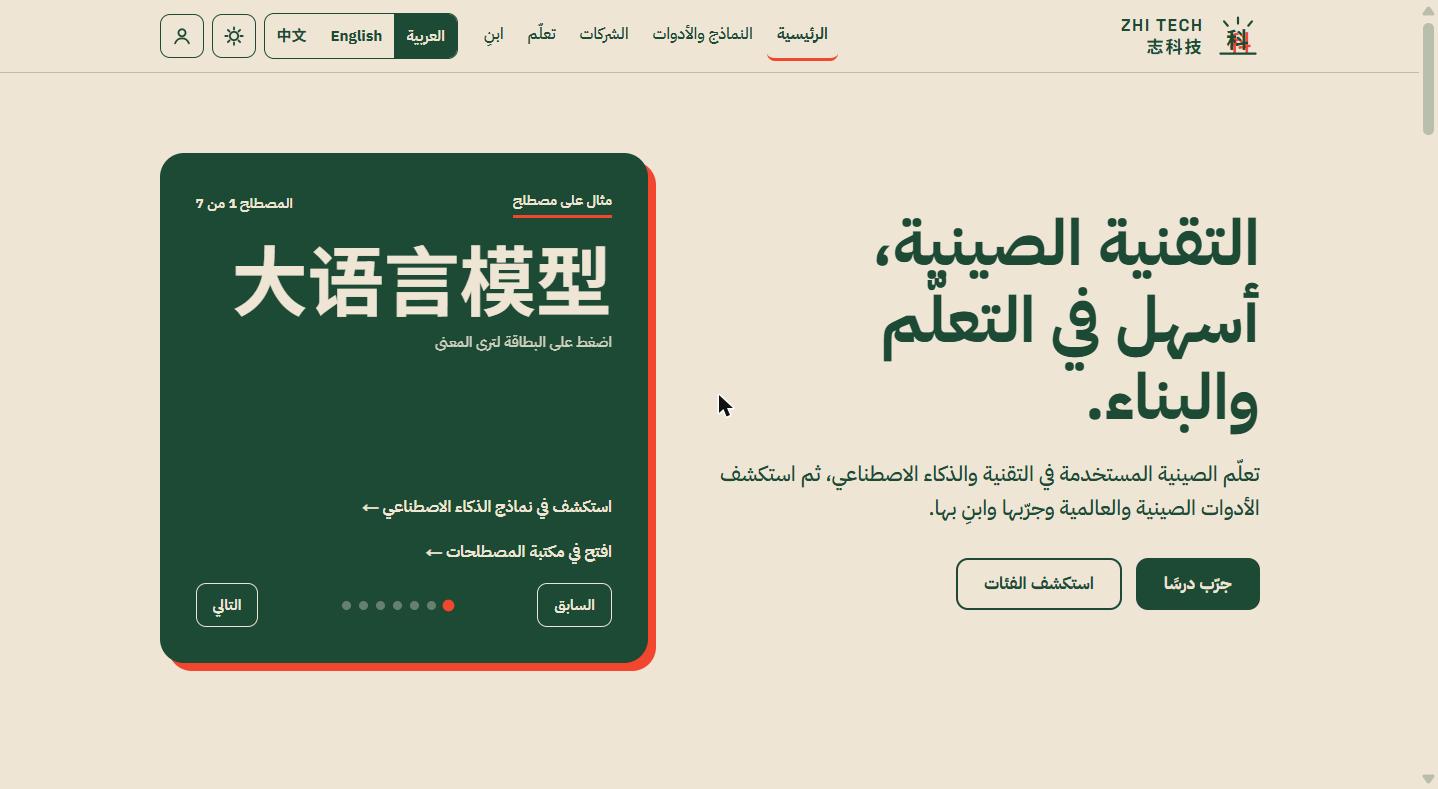 ZHI TECH
志科技
科
الرئيسية
النماذج والأدوات
الشركات
تعلّم
ابنِ
العربية
English
中文
التقنية الصينية،
أسهل في التعلّم
والبناء.
تعلّم الصينية المستخدمة في التقنية والذكاء الاصطناعي، ثم استكشف
الأدوات الصينية والعالمية وجرّبها وابنِ بها.
جرّب درسًا
استكشف الفئات
مثال على مصطلح
المصطلح 1 من 7
大语言模型
اضغط على البطاقة لترى المعنى
استكشف في نماذج الذكاء الاصطناعي ←
افتح في مكتبة المصطلحات ←
السابق
التالي